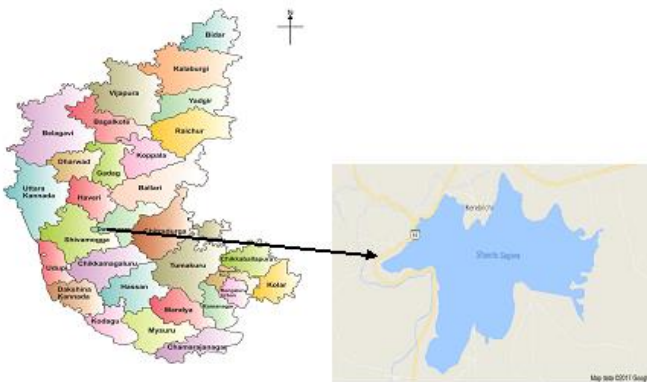 N
Bidar
Kalaburgi
Vijapura
Yadgir
Bagalkote
Belagavi
Raichur
Dharwad
Koppala
Gadag
Uttara
Kannada
Ballari
Haveri
Shivamogga
Chikkaballapura
Udupi
Chikkamagaluru
Tumakuru
Kolar
Dakshina
Kannada
Hassan
Mandya
Kodagu
Mysuru
Chamarajanagar
Kerebilchi
Shanti Sagara
Map data ©2017 Google